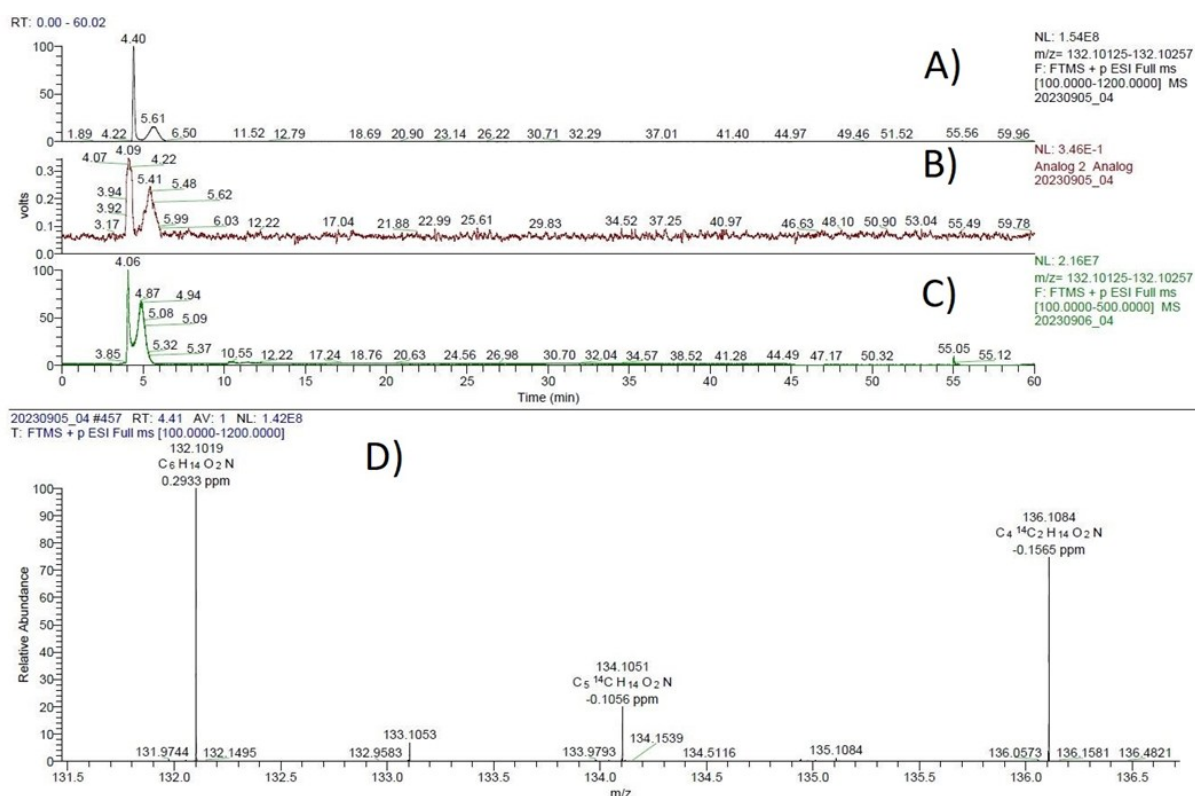 RT: 0.00 - 60.02
4.40
100
50
0
5.61
1.89 4.22 6.50 11.52 12.79 18.69 20.90 23.14 26.22 30.71 32.29 37.01 41.40 44.97 49.46 51.52 55.56 59.96
A)
NL: 1.54E8
m/z= 132.10125-132.10257
F: FTMS + p ESI Full ms
[100.0000-1200.0000] MS
20230905_04
4.07 4.09 4.22
0.3
0.2
0.1
0.0
volts
5.41 5.48
3.94 5.62
3.92
3.17 5.99 6.03 12.22 17.04 21.88 22.99 25.61 29.83 34.52 37.25 40.97 46.63 48.10 50.90 53.04 55.49 59.78
B)
NL: 3.46E-1
Analog 2 Analog
20230905_04
4.06
100
50
0
4.87 4.94
5.08
5.09
5.32
3.85 5.37 10.55 12.22 17.24 18.76 20.63 24.56 26.98 30.70 32.04 34.57 38.52 41.28 44.49 47.17 50.32 55.05 55.12
C)
NL: 2.16E7
m/z= 132.10125-132.10257
F: FTMS + p ESI Full ms
[100.0000-500.0000] MS
20230906_04
0 5 10 15 20 25 30 35 40 45 50 55 60
Time (min)
20230905_04 #457 RT: 4.41 AV: 1 NL: 1.42E8
T: FTMS + p ESI Full ms [100.0000-1200.0000]
D)
132.1019
C₆H₁₄O₂N
0.2933 ppm
136.1084
C₄ ¹⁴C₂H₁₄O₂N
-0.1565 ppm
134.1051
C₅ ¹⁴C H₁₄O₂N
-0.1056 ppm
100
90
80
70
60
50
40
30
20
10
0
Relative Abundance
131.9744 132.1495 132.9583 133.1053 133.9793 134.1539 134.5116 135.1084 136.0573 136.1581 136.4821
131.5 132.0 132.5 133.0 133.5 134.0 134.5 135.0 135.5 136.0 136.5
m/z